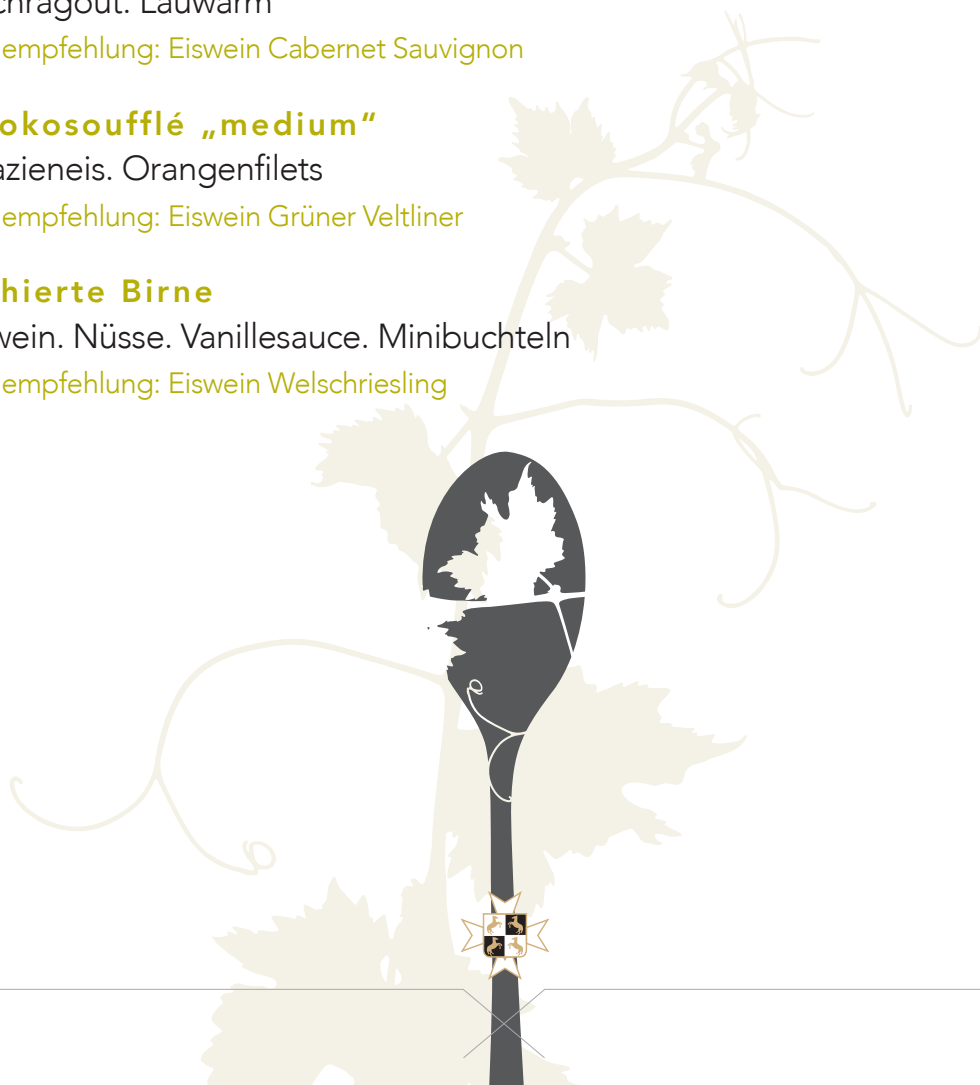 chragout. Lauwarm
empfehlung: Eiswein Cabernet Sauvignon
okosoufflé „medium“
azieneis. Orangenfilets
empfehlung: Eiswein Grüner Veltliner
hierte Birne
wein. Nüsse. Vanillesauce. Minibuchteln
empfehlung: Eiswein Welschriesling